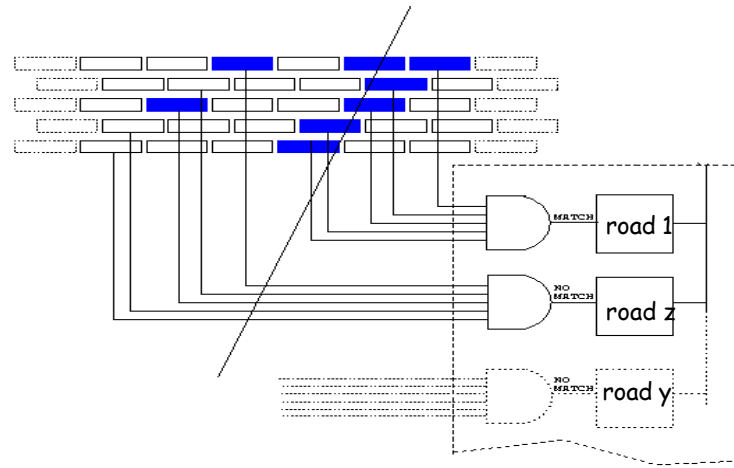 MATCH
road 1
NO
MATCH
road z
NO
MATCH
road y